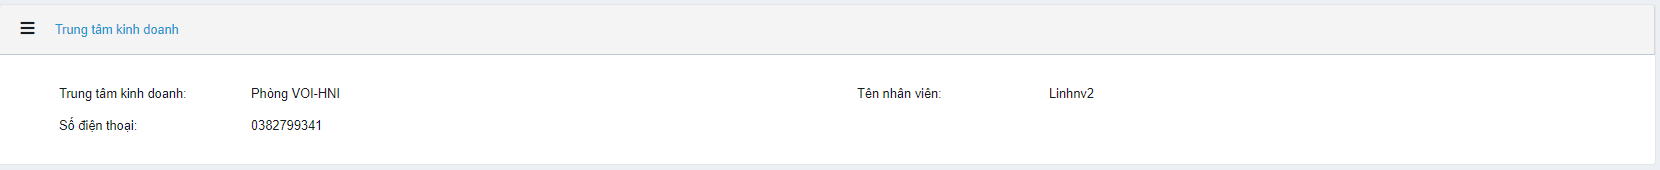 Trung tâm kinh doanh
Trung tâm kinh doanh: Phòng VOI-HNI Tên nhân viên: Linhnv2
Số điện thoại: 0382799341